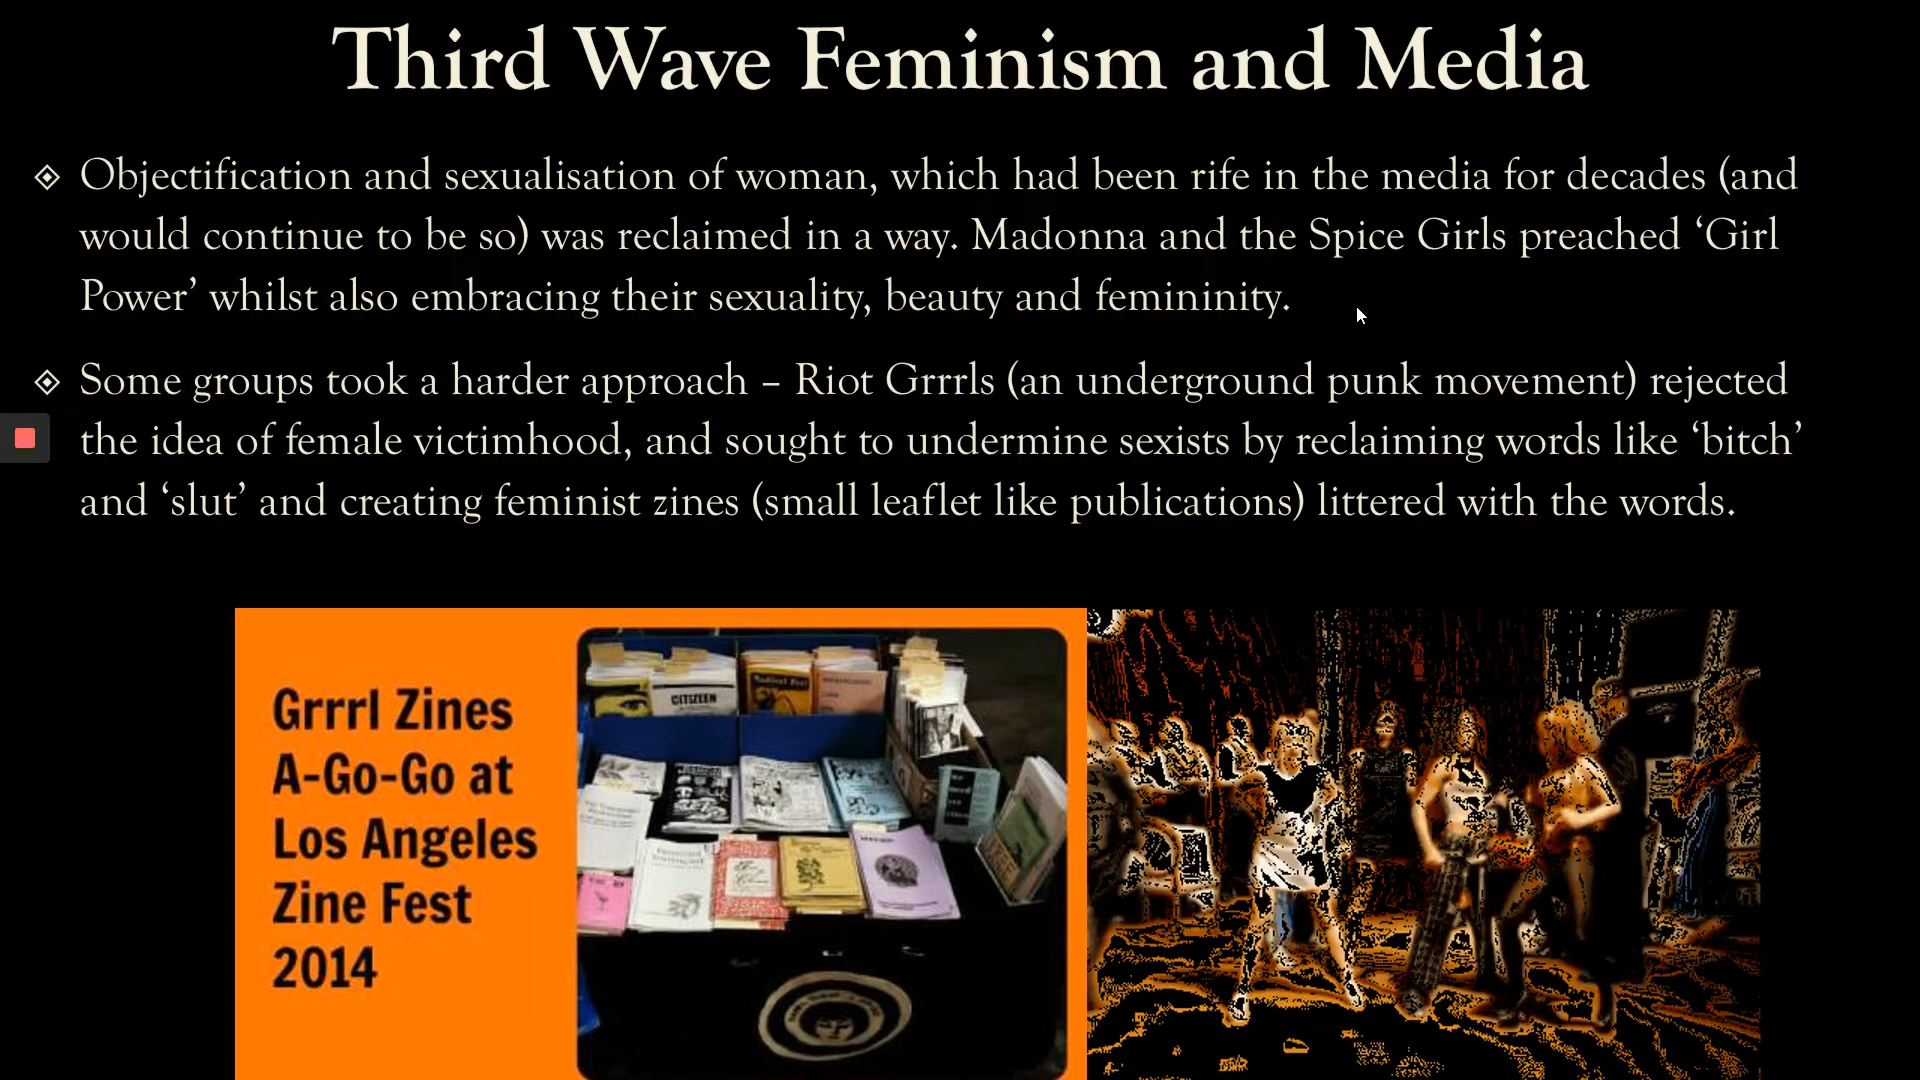 Third Wave Feminism and Media
Objectification and sexualisation of woman, which had been rife in the media for decades (and
would continue to be so) was reclaimed in a way. Madonna and the Spice Girls preached ‘Girl
Power’ whilst also embracing their sexuality, beauty and femininity.
Some groups took a harder approach – Riot Grrrls (an underground punk movement) rejected
the idea of female victimhood, and sought to undermine sexists by reclaiming words like ‘bitch’
and ‘slut’ and creating feminist zines (small leaflet like publications) littered with the words.
Grrrl Zines
A-Go-Go at
Los Angeles
Zine Fest
2014
CITIZEEN